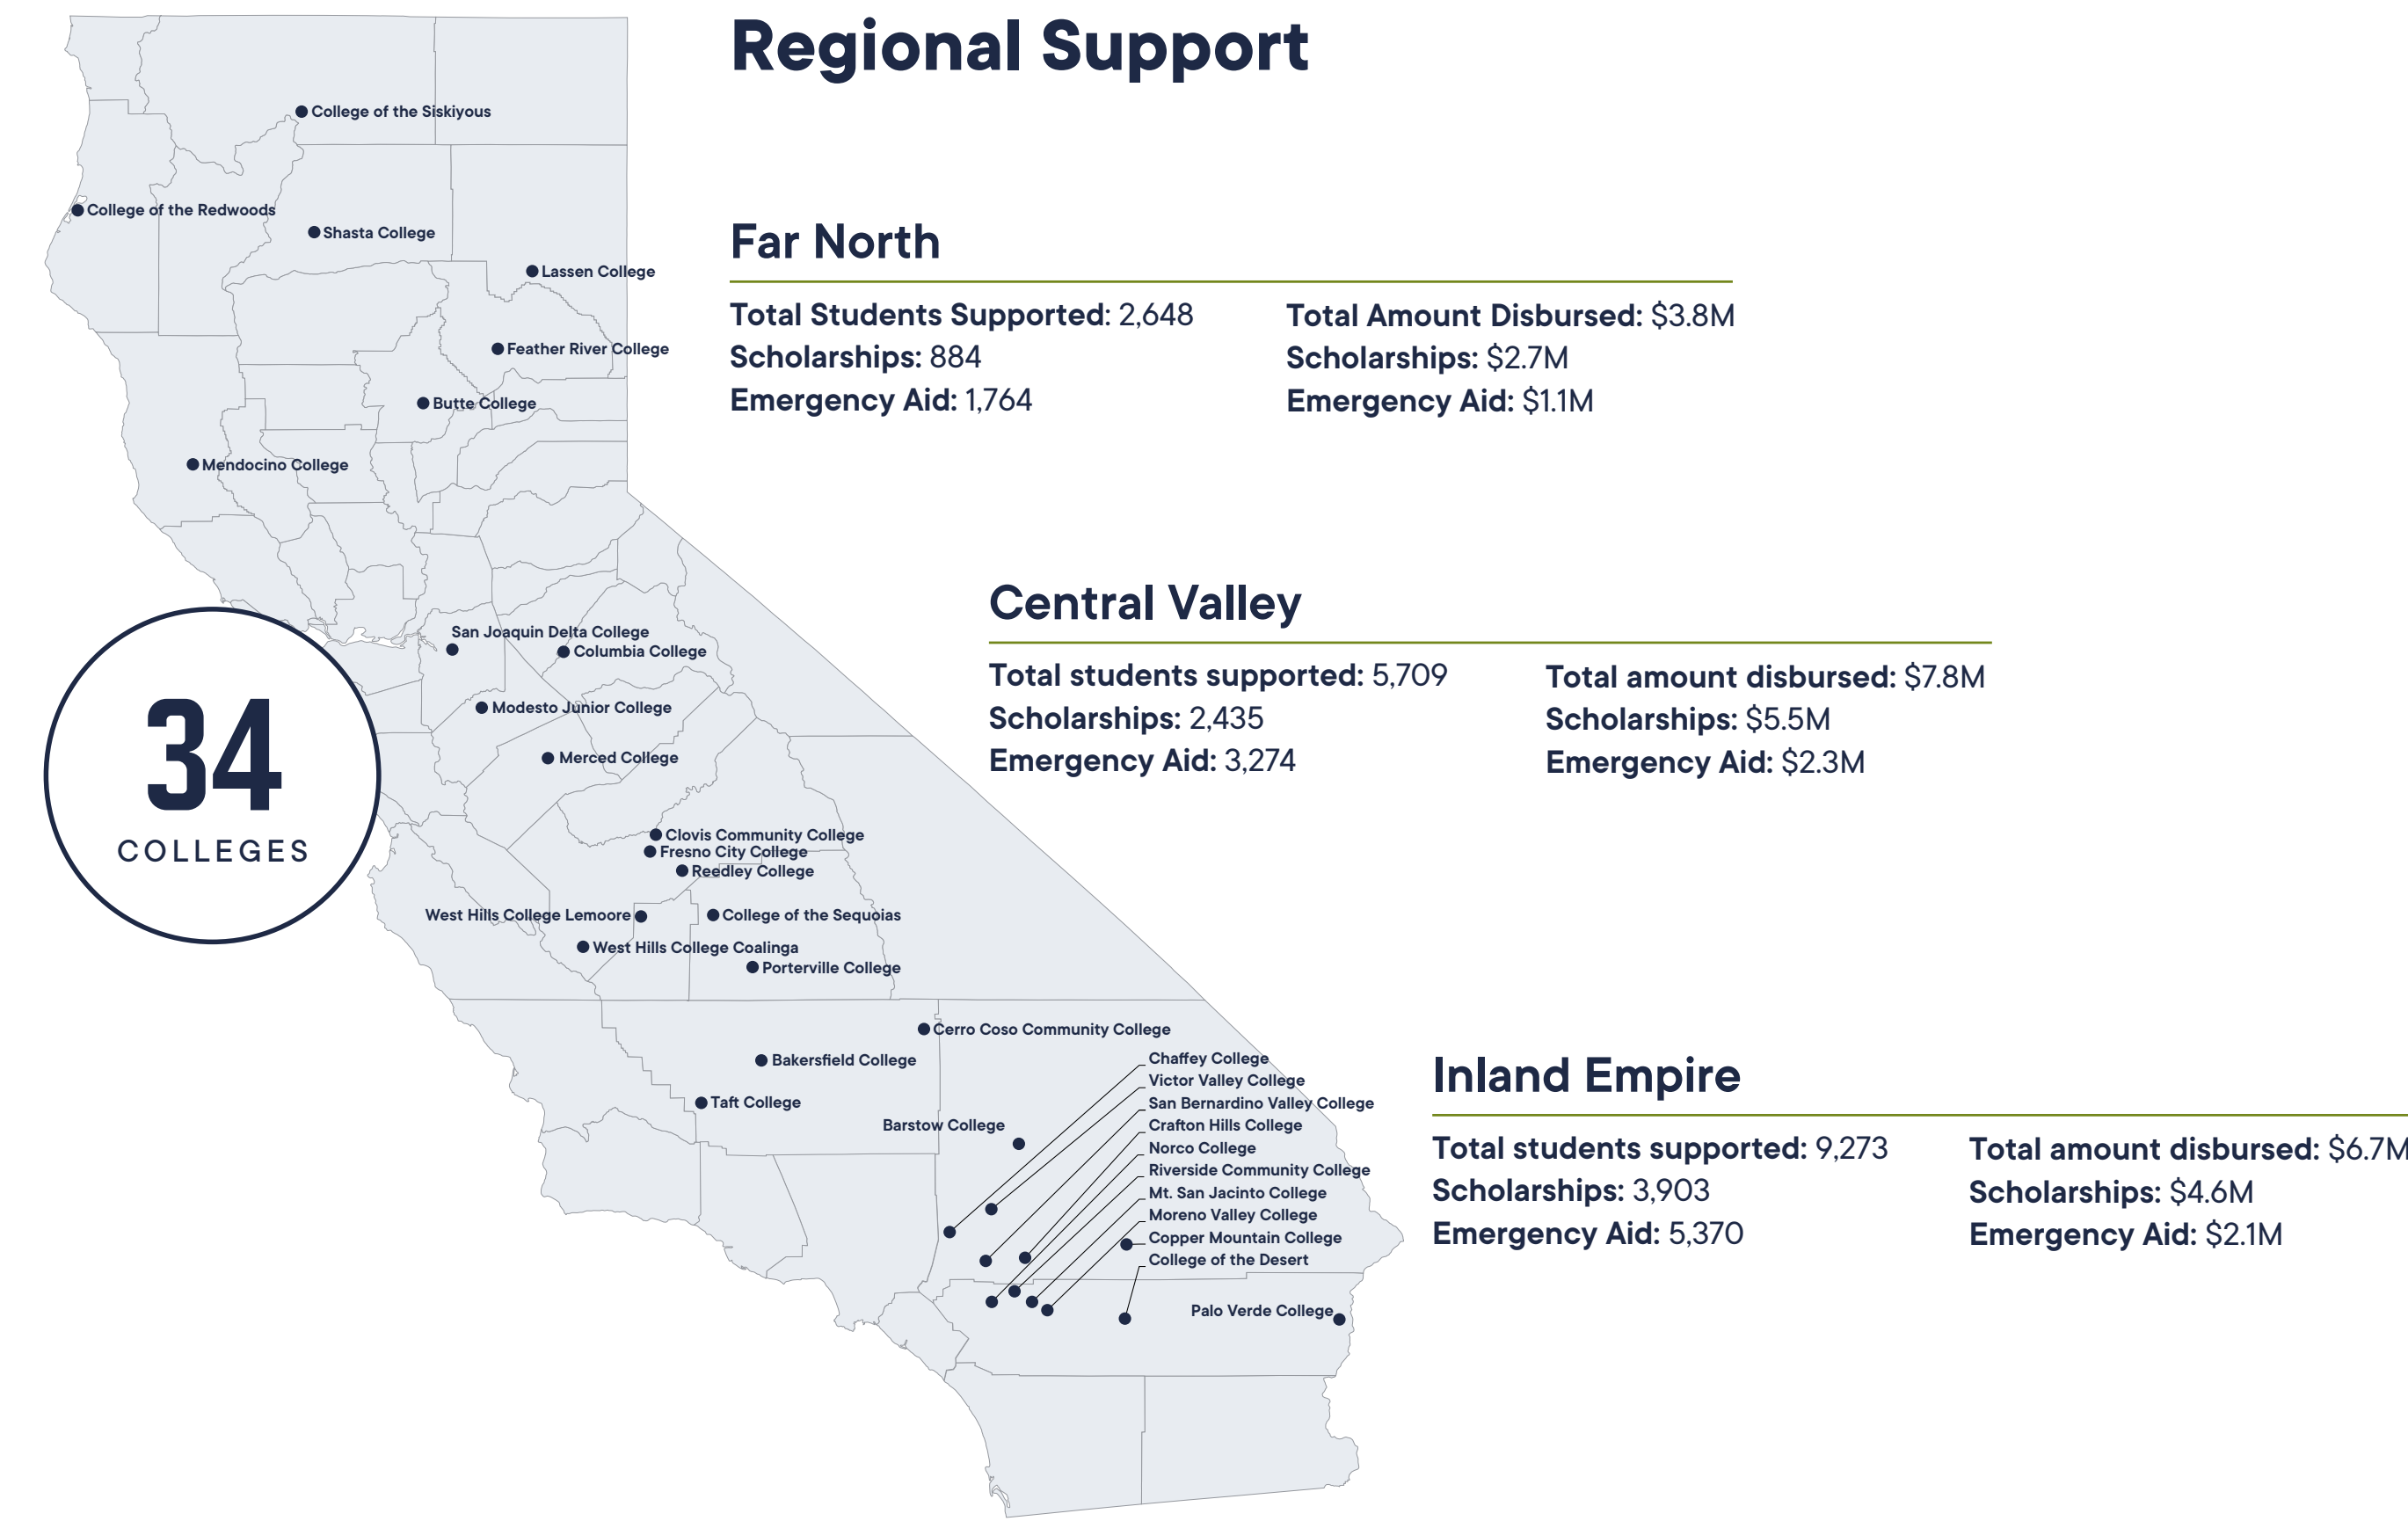 Regional Support
College of the Siskiyous
College of the Redwoods
Shasta College
Lassen College
Feather River College
Butte College
Mendocino College
Far North
Total Students Supported: 2,648
Scholarships: 884
Emergency Aid: 1,764
Total Amount Disbursed: $3.8M
Scholarships: $2.7M
Emergency Aid: $1.1M
34
COLLEGES
San Joaquin Delta College
Columbia College
Modesto Junior College
Merced College
Clovis Community College
Fresno City College
Reedley College
West Hills College Lemoore
College of the Sequoias
West Hills College Coalinga
Porterville College
Central Valley
Total students supported: 5,709
Scholarships: 2,435
Emergency Aid: 3,274
Total amount disbursed: $7.8M
Scholarships: $5.5M
Emergency Aid: $2.3M
Cerro Coso Community College
Bakersfield College
Taft College
Barstow College
Chaffey College
Victor Valley College
San Bernardino Valley College
Crafton Hills College
Norco College
Riverside Community College
Mt. San Jacinto College
Moreno Valley College
Copper Mountain College
College of the Desert
Palo Verde College
Inland Empire
Total students supported: 9,273
Scholarships: 3,903
Emergency Aid: 5,370
Total amount disbursed: $6.7M
Scholarships: $4.6M
Emergency Aid: $2.1M